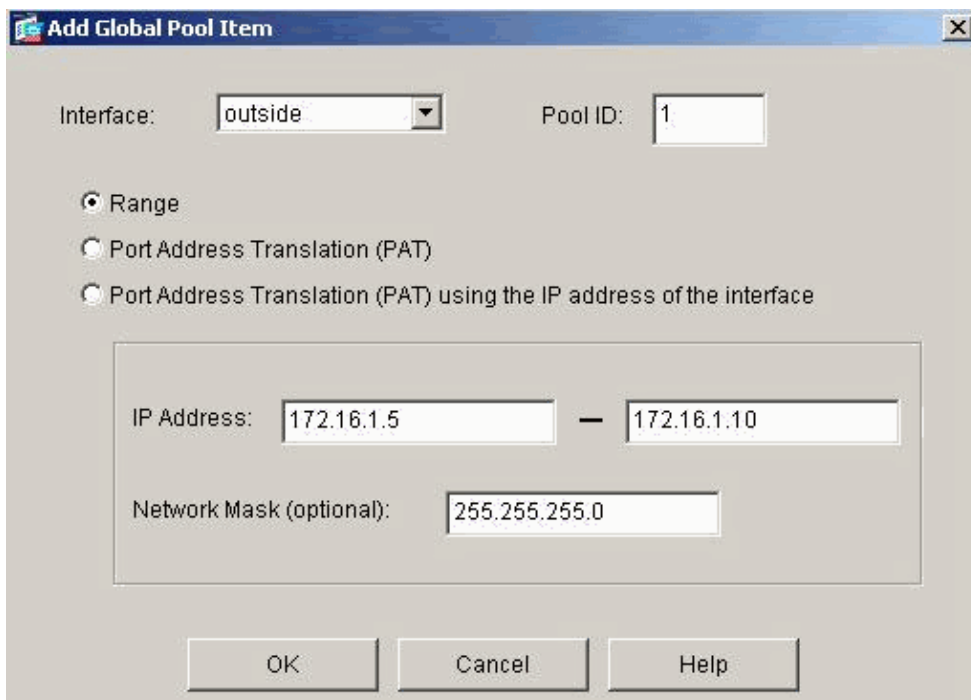 Add Global Pool Item
Interface: outside Pool ID: 1
Range
Port Address Translation (PAT)
Port Address Translation (PAT) using the IP address of the interface
IP Address: 172.16.1.5 — 172.16.1.10
Network Mask (optional): 255.255.255.0
OK Cancel Help